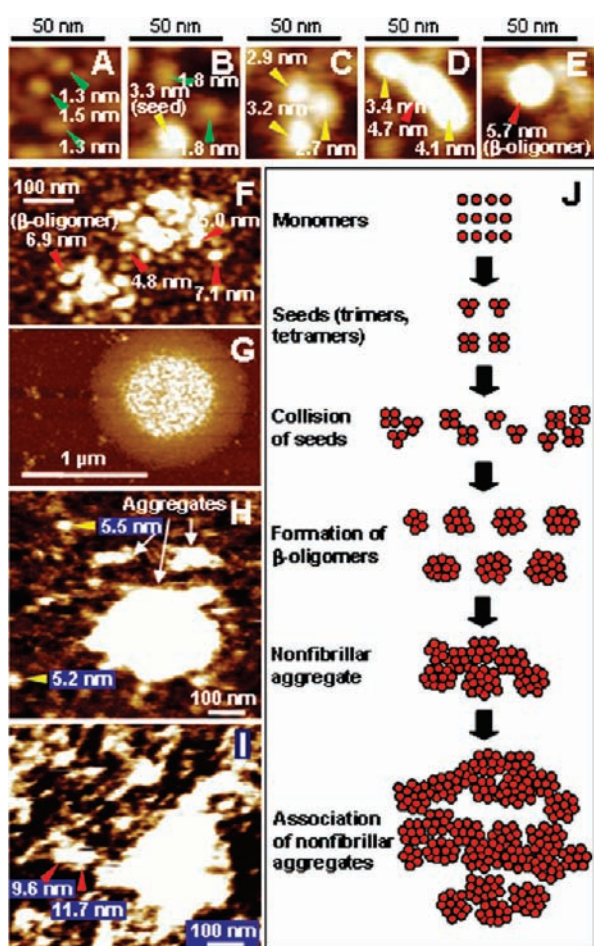 50 nm
50 nm
50 nm
50 nm
50 nm
A
1.3 nm
1.5 nm
1.3 nm
B
1.8 nm
3.3 nm
(seed)
1.8 nm
C
2.9 nm
3.2 nm
2.7 nm
D
3.4 nm
4.7 nm
4.1 nm
E
5.7 nm
(β-oligomer)
F
100 nm
(β-oligomer)
6.9 nm
4.8 nm
7.1 nm
G
1 µm
H
Aggregates
5.5 nm
5.2 nm
100 nm
I
9.6 nm
11.7 nm
100 nm
J
Monomers
Seeds (trimers,
tetramers)
Collision
of seeds
Formation of
β-oligomers
Nonfibrillar
aggregate
Association
of nonfibrillar
aggregates